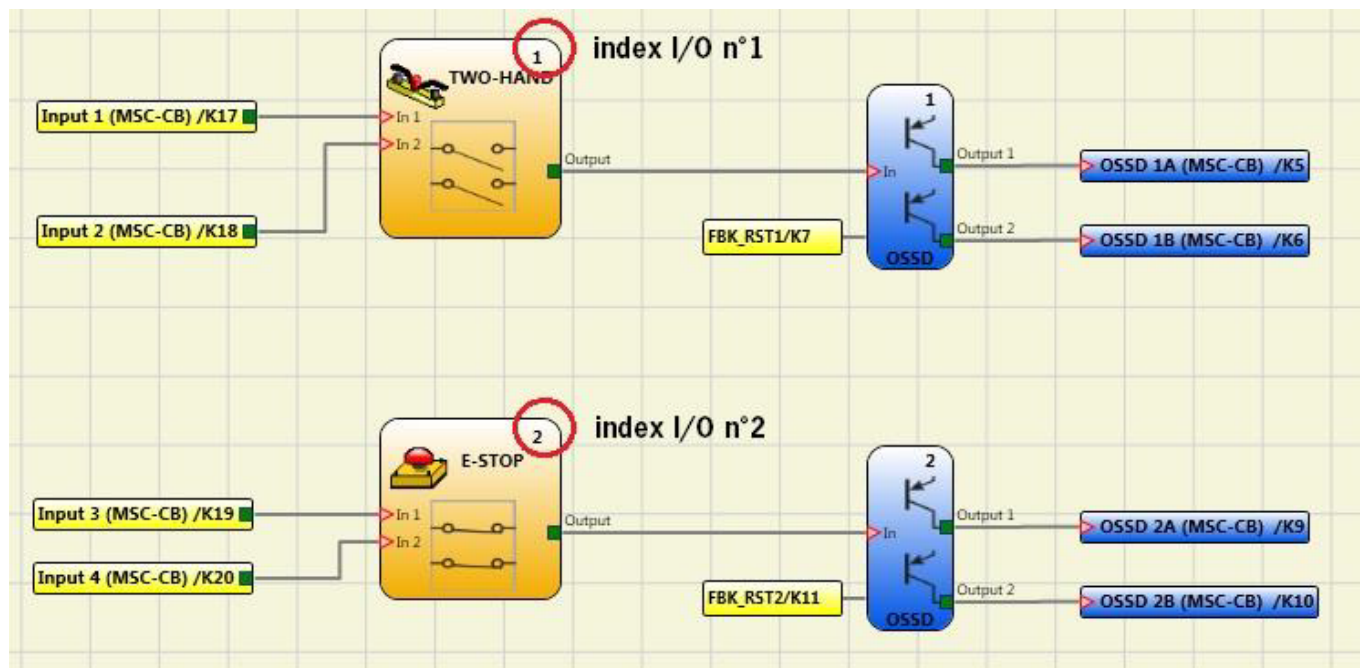 1
index I/O n°1
TWO-HAND
Input 1 (MSC-CB) /K17
In 1
In 2
Output
Input 2 (MSC-CB) /K18
1
In
Output 1
Output 2
OSSD
FBK_RST1/K7
OSSD 1A (MSC-CB) /K5
OSSD 1B (MSC-CB) /K6
2
index I/O n°2
E-STOP
Input 3 (MSC-CB) /K19
In 1
In 2
Output
Input 4 (MSC-CB) /K20
2
In
Output 1
Output 2
OSSD
FBK_RST2/K11
OSSD 2A (MSC-CB) /K9
OSSD 2B (MSC-CB) /K10